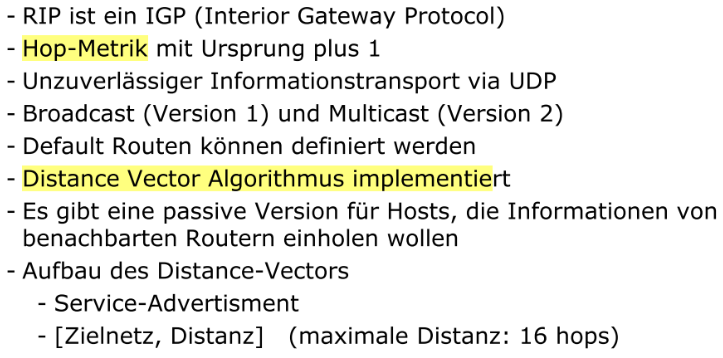 - RIP ist ein IGP (Interior Gateway Protocol)
- Hop-Metrik mit Ursprung plus 1
- Unzuverlässiger Informationstransport via UDP
- Broadcast (Version 1) und Multicast (Version 2)
- Default Routen können definiert werden
- Distance Vector Algorithmus implementiert
- Es gibt eine passive Version für Hosts, die Informationen von
benachbarten Routern einholen wollen
- Aufbau des Distance-Vectors
- Service-Advertisment
- [Zielnetz, Distanz] (maximale Distanz: 16 hops)